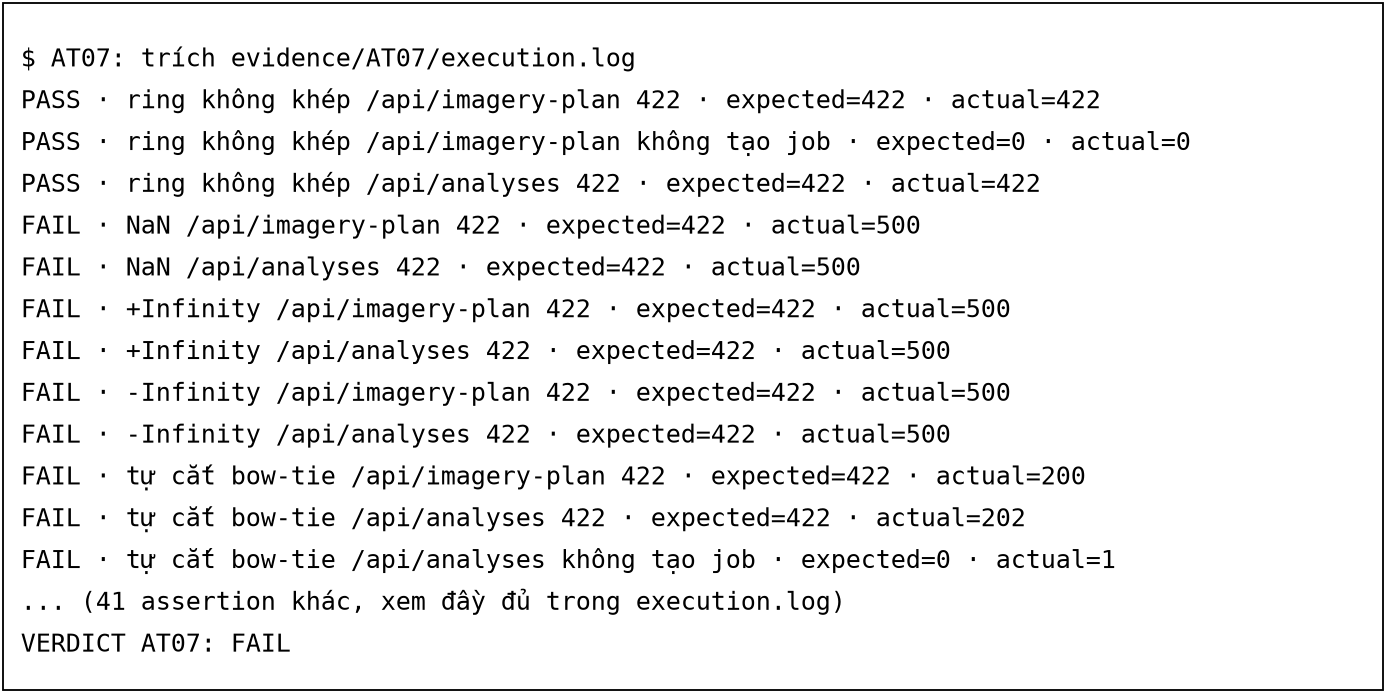 $ AT07: trích evidence/AT07/execution.log
PASS · ring không khép /api/imagery-plan 422 · expected=422 · actual=422
PASS · ring không khép /api/imagery-plan không tạo job · expected=0 · actual=0
PASS · ring không khép /api/analyses 422 · expected=422 · actual=422
FAIL · NaN /api/imagery-plan 422 · expected=422 · actual=500
FAIL · NaN /api/analyses 422 · expected=422 · actual=500
FAIL · +Infinity /api/imagery-plan 422 · expected=422 · actual=500
FAIL · +Infinity /api/analyses 422 · expected=422 · actual=500
FAIL · -Infinity /api/imagery-plan 422 · expected=422 · actual=500
FAIL · -Infinity /api/analyses 422 · expected=422 · actual=500
FAIL · tự cắt bow-tie /api/imagery-plan 422 · expected=422 · actual=200
FAIL · tự cắt bow-tie /api/analyses 422 · expected=422 · actual=202
FAIL · tự cắt bow-tie /api/analyses không tạo job · expected=0 · actual=1
... (41 assertion khác, xem đầy đủ trong execution.log)
VERDICT AT07: FAIL